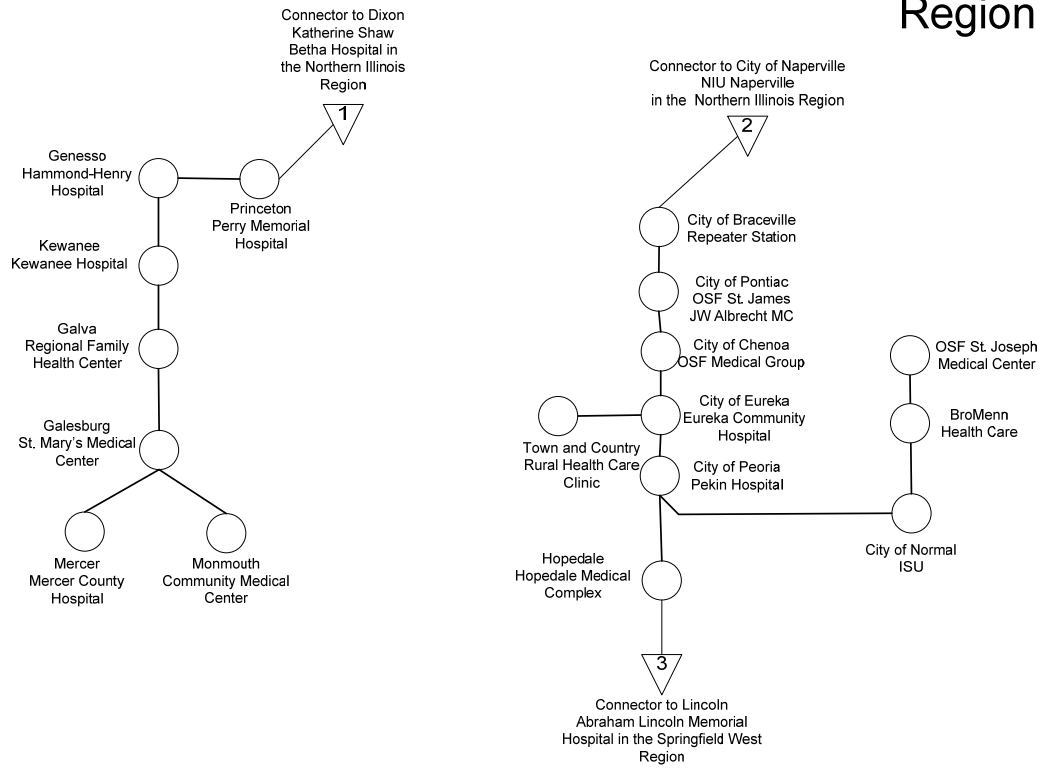 Region
Connector to Dixon
Katherine Shaw
Betha Hospital in
the Northern Illinois
Region
1
Connector to City of Naperville
NIU Naperville
in the Northern Illinois Region
2
Genesso
Hammond-Henry
Hospital
Princeton
Perry Memorial
Hospital
Kewanee
Kewanee Hospital
Galva
Regional Family
Health Center
Galesburg
St. Mary's Medical
Center
Mercer
Mercer County
Hospital
Monmouth
Community Medical
Center
City of Braceville
Repeater Station
City of Pontiac
OSF St. James
JW Albrecht MC
City of Chenoa
OSF Medical Group
City of Eureka
Eureka Community
Hospital
Town and Country
Rural Health Care
Clinic
City of Peoria
Pekin Hospital
OSF St. Joseph
Medical Center
BroMenn
Health Care
City of Normal
ISU
Hopedale
Hopedale Medical
Complex
3
Connector to Lincoln
Abraham Lincoln Memorial
Hospital in the Springfield West
Region